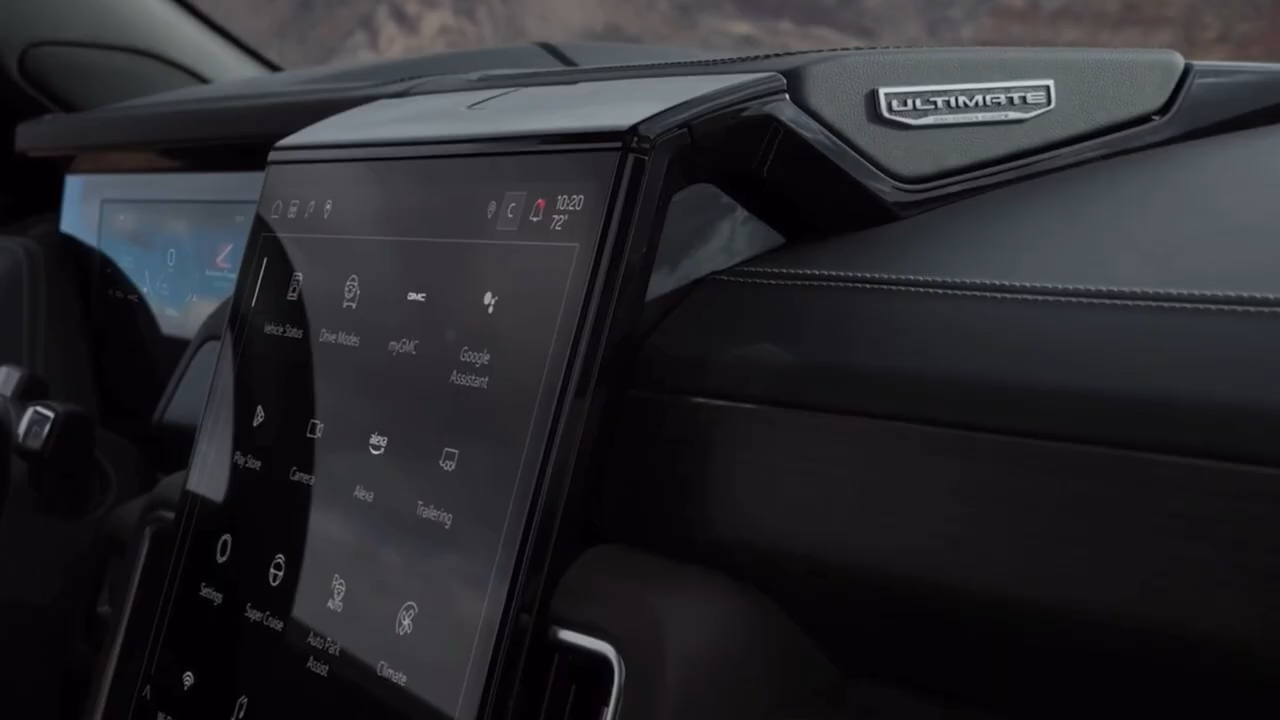 ULTIMATE
10:20
C
72°
Vehicle Status
Drive Modes
GMC
myGMC
Google
Assistant
Play Store
Camera
alexa
Alexa
Trailering
Settings
Super Cruise
AUTO
Auto Park
Assist
Climate